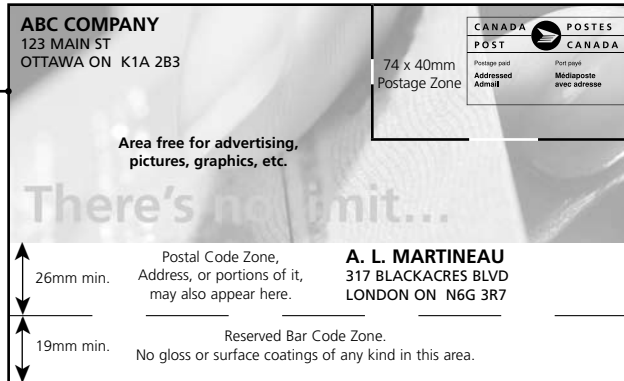 ABC COMPANY
123 MAIN ST
OTTAWA ON K1A 2B3
74 x 40mm
Postage Zone
CANADA POSTES
POST CANADA
Postage paid Port payé
Addressed Médiaposte
Admail avec adresse
Area free for advertising,
pictures, graphics, etc.
There's no limit...
26mm min.
Postal Code Zone,
Address, or portions of it,
may also appear here.
A. L. MARTINEAU
317 BLACKACRES BLVD
LONDON ON N6G 3R7
19mm min.
Reserved Bar Code Zone.
No gloss or surface coatings of any kind in this area.